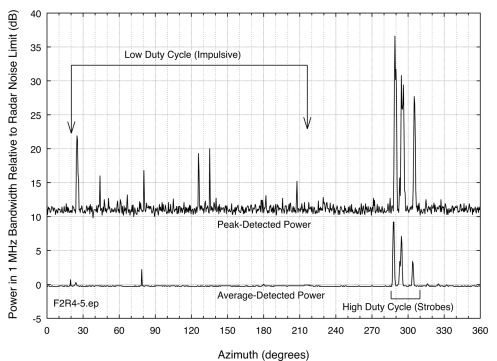 Power in 1 MHz Bandwidth Relative to Radar Noise Limit (dB)
40
35
30
25
20
15
10
5
0
-5
Low Duty Cycle (Impulsive)
Peak-Detected Power
Average-Detected Power
High Duty Cycle (Strobes)
F2R4-5.ep
0 30 60 90 120 150 180 210 240 270 300 330 360
Azimuth (degrees)